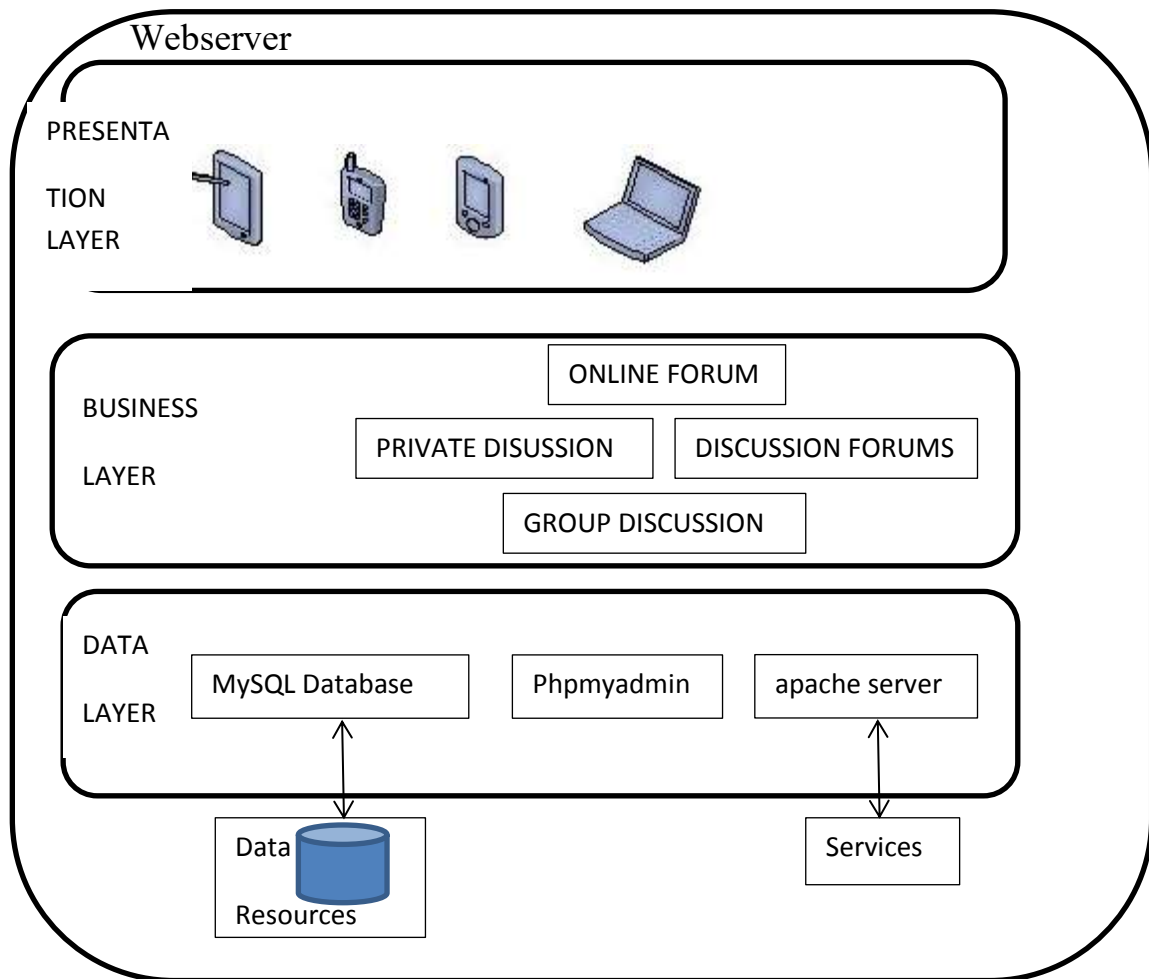 Webserver
PRESENTA
TION
LAYER
BUSINESS
LAYER
ONLINE FORUM
PRIVATE DISUSSION
DISCUSSION FORUMS
GROUP DISCUSSION
DATA
LAYER
MySQL Database
Phpmyadmin
apache server
Data
Resources
Services